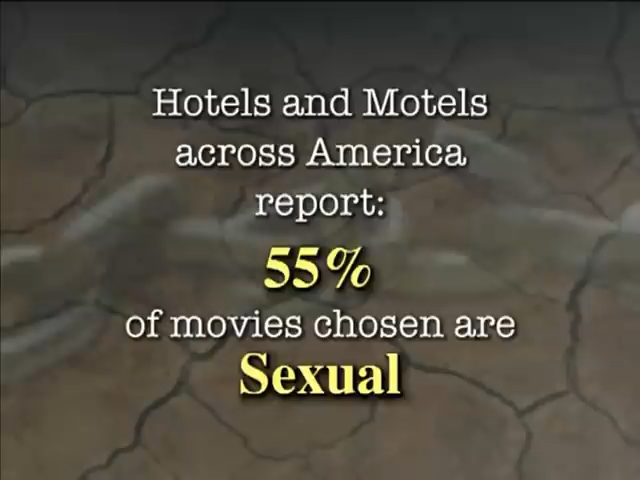 Hotels and Motels
across America
report:
55%
of movies chosen are
Sexual